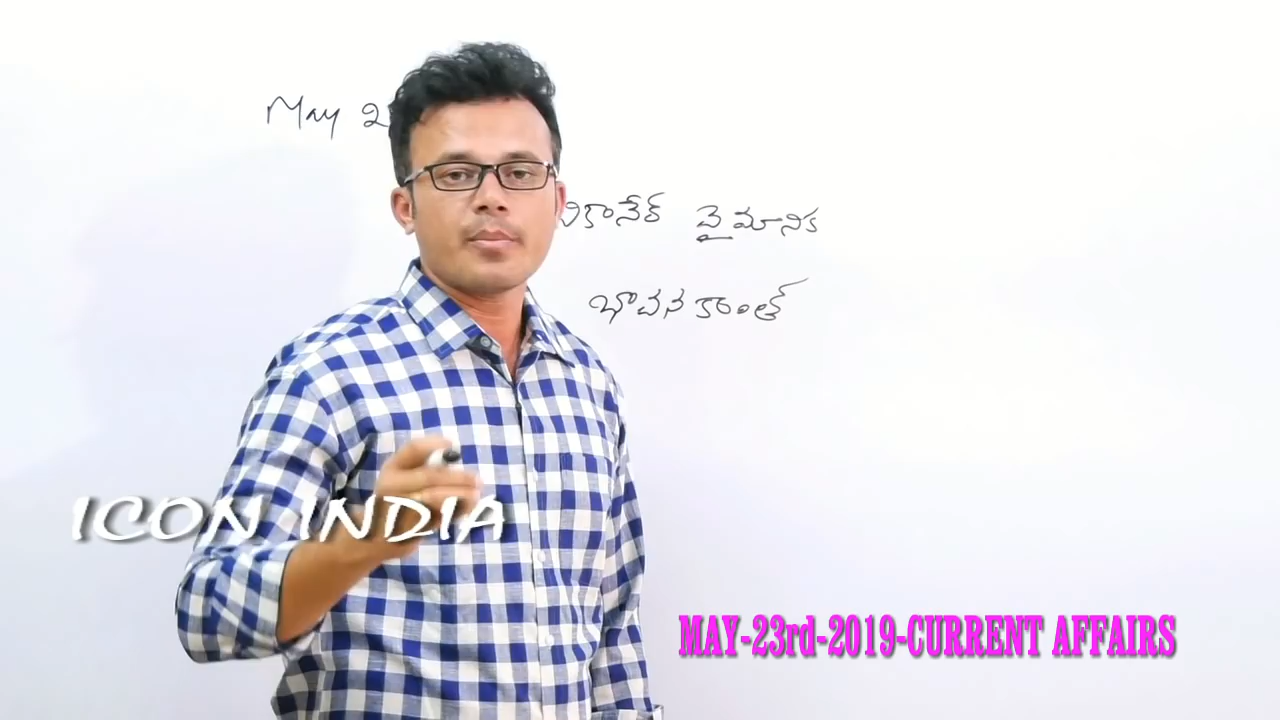 May 2
బికానేర్ వైమానిక
భావన కాంత్
ICON INDIA
MAY-23rd-2019-CURRENT AFFAIRS